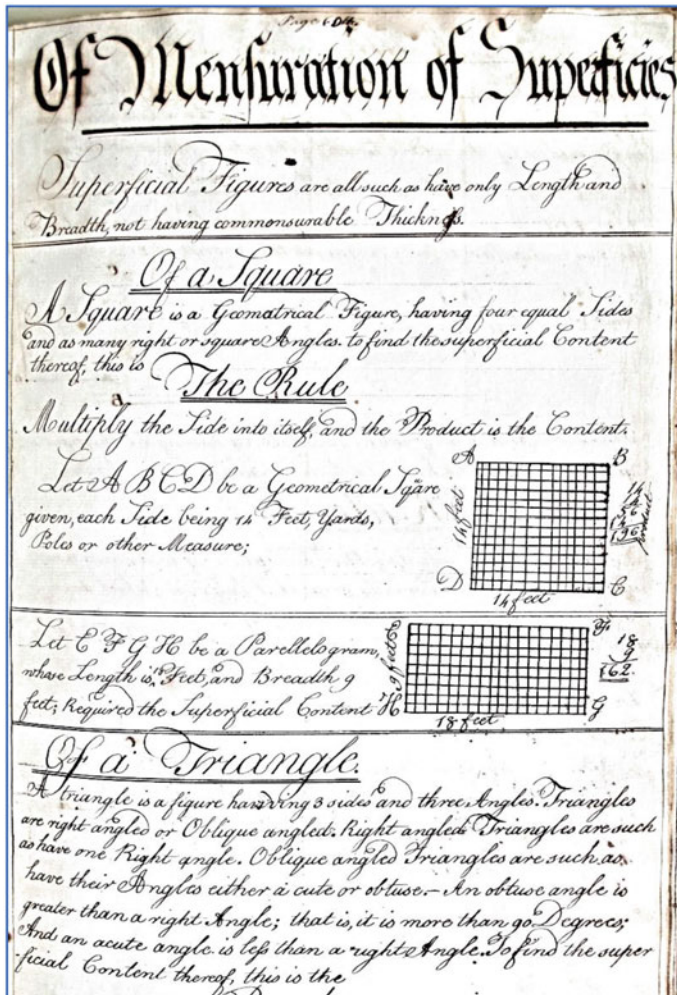 Page 60
Of Mensuration of Superficies
Superficial Figures are all such as have only Length and
Breadth, not having commonsurable Thickness.
Of a Square
A Square is a Geomatrical Figure, having four equal Sides
and as many right or square Angles. to find the superficial Content
thereof, this is
The Rule
Multiply the Side into itself, and the Product is the Content.
Let A B C D be a Geometrical Sqare
given, each Side being 14 Feet, Yards,
Poles or other Measure;
A B
14 feet
D C
14 feet
14
14
56
14
196
product
Let E F G H be a Parellelogram,
whose Length is 18 Feet, and Breadth 9
feet; Required the Superficial Content
E F
9 feet
H G
18 feet
18
9
162.
Of a Triangle.
A triangle is a figure having 3 sides and three Angles. Triangles
are right angled or Oblique angled. Right angled Triangles are such
as have one Right angle. Oblique angled Triangles are such as
have their Angles either a cute or obtuse.- An obtuse angle is
greater than a right Angle; that is, it is more than 90 Degrees;
And an acute angle is less than a right Angle. To find the super
ficial Content thereof, this is the